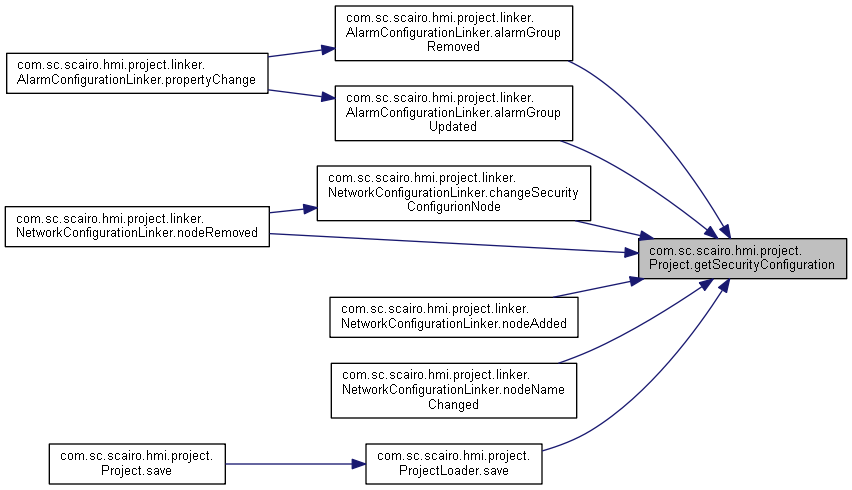 com.sc.scairo.hmi.project.linker.
AlarmConfigurationLinker.alarmGroup
Removed
com.sc.scairo.hmi.project.linker.
AlarmConfigurationLinker.propertyChange
com.sc.scairo.hmi.project.linker.
AlarmConfigurationLinker.alarmGroup
Updated
com.sc.scairo.hmi.project.linker.
NetworkConfigurationLinker.changeSecurity
ConfigurionNode
com.sc.scairo.hmi.project.linker.
NetworkConfigurationLinker.nodeRemoved
com.sc.scairo.hmi.project.
Project.getSecurityConfiguration
com.sc.scairo.hmi.project.linker.
NetworkConfigurationLinker.nodeAdded
com.sc.scairo.hmi.project.linker.
NetworkConfigurationLinker.nodeName
Changed
com.sc.scairo.hmi.project.
Project.save
com.sc.scairo.hmi.project.
ProjectLoader.save